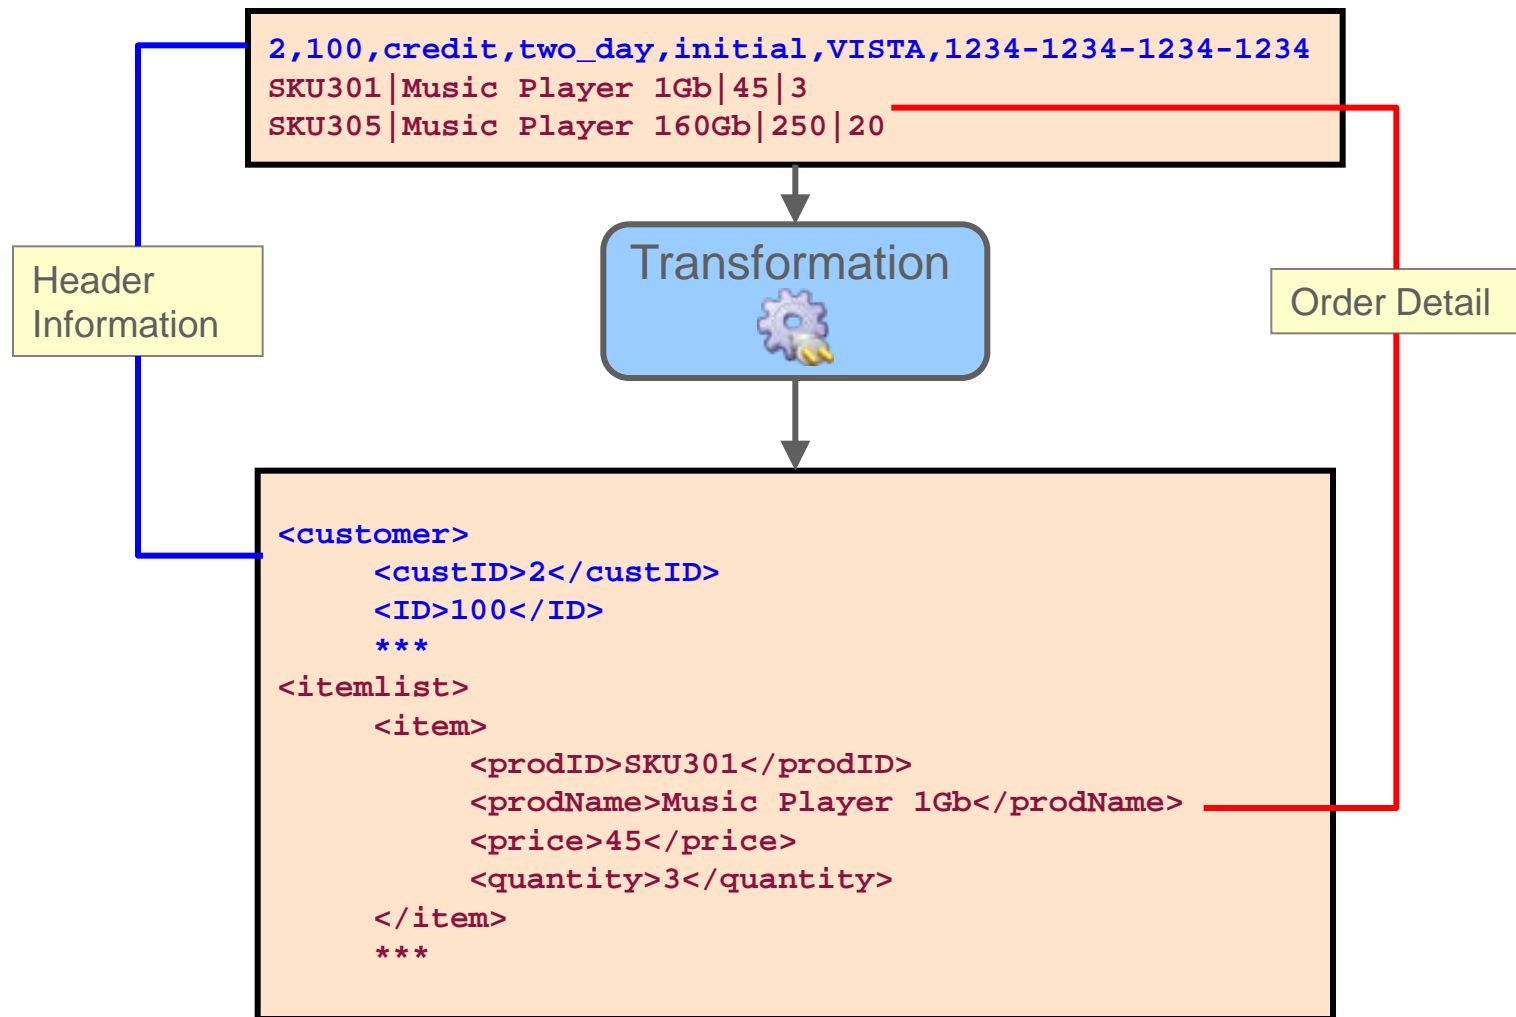 2,100,credit,two_day,initial,VISTA,1234-1234-1234-1234
SKU301|Music Player 1Gb|45|3
SKU305|Music Player 160Gb|250|20
Transformation
Header
Information
Order Detail
<customer>
<custID>2</custID>
<ID>100</ID>
***
<itemlist>
<item>
<prodID>SKU301</prodID>
<prodName>Music Player 1Gb</prodName>
<price>45</price>
<quantity>3</quantity>
</item>
***